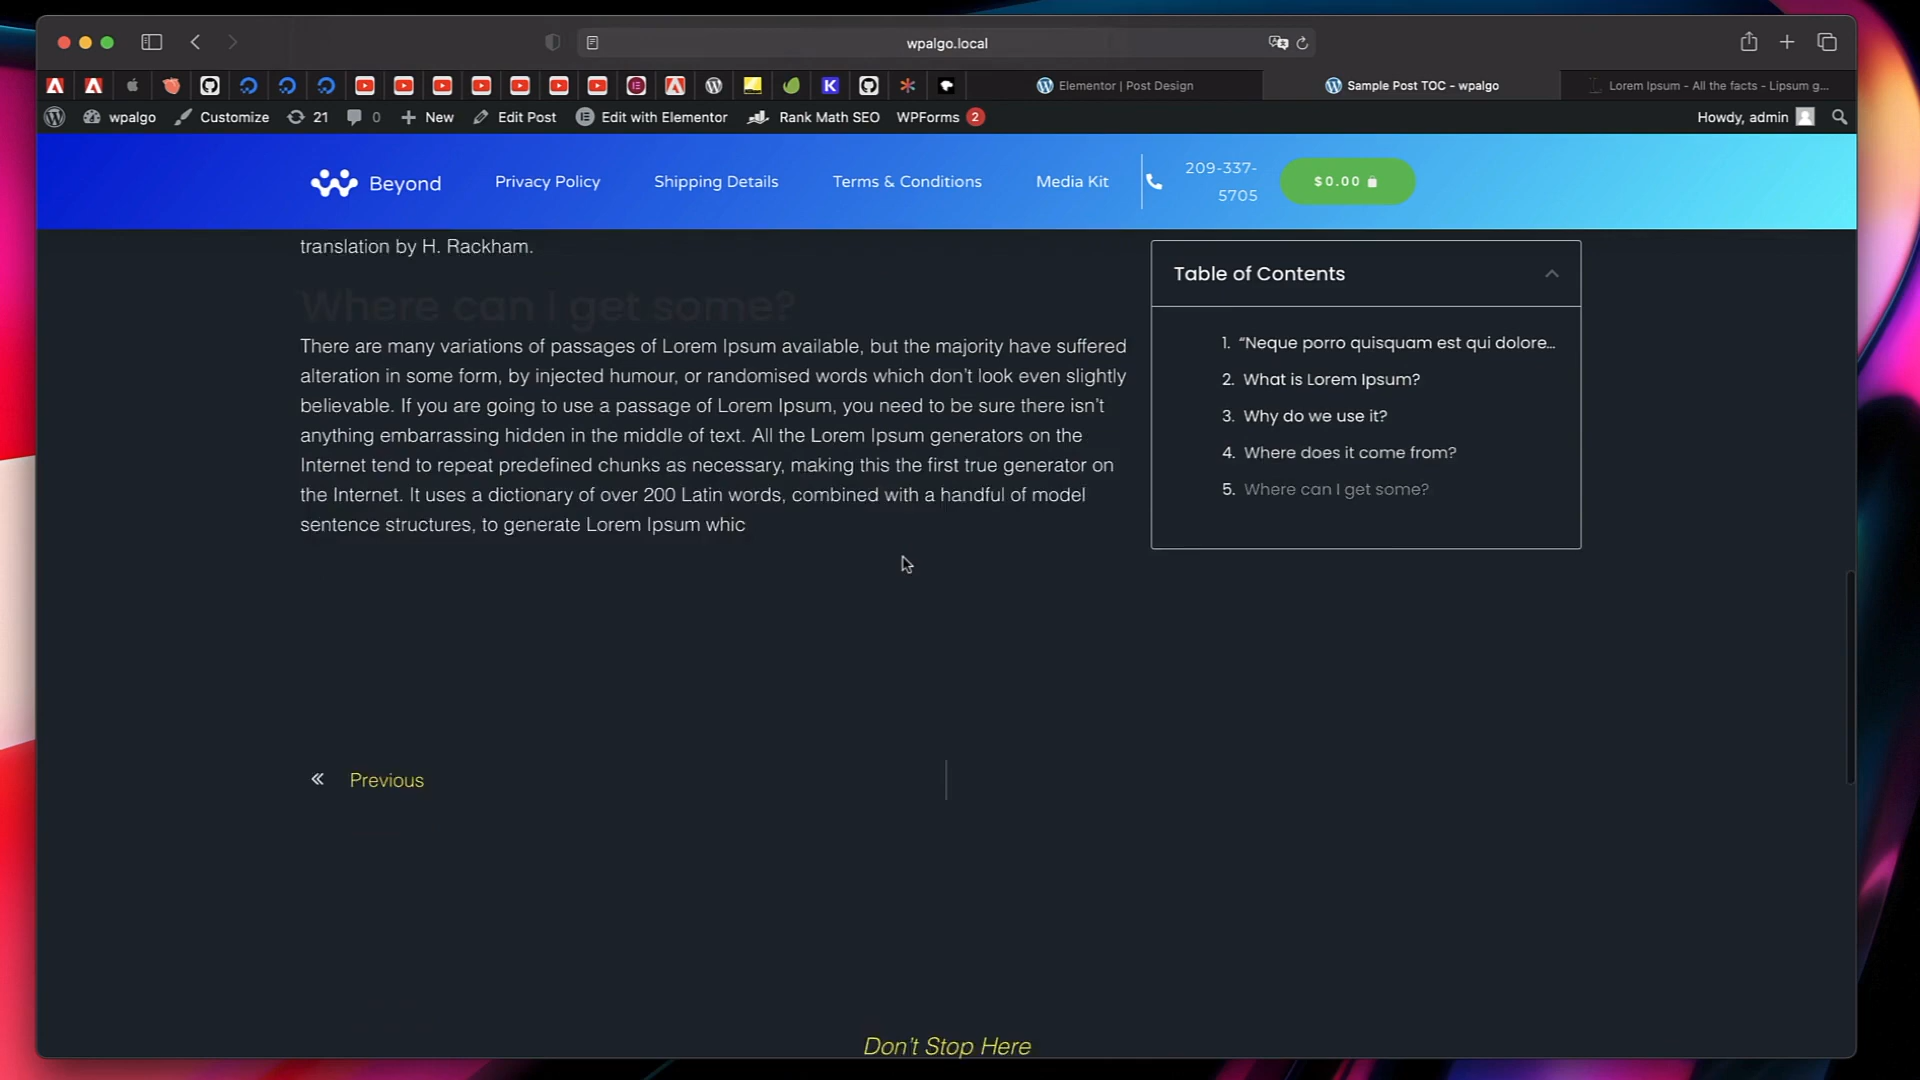 wpalgo.local
Elementor | Post Design
Sample Post TOC - wpalgo
Lorem Ipsum - All the facts - Lipsum g...
wpalgo
Customize
21
0
New
Edit Post
Edit with Elementor
Rank Math SEO
WPForms 2
Howdy, admin
Beyond
Privacy Policy
Shipping Details
Terms & Conditions
Media Kit
209-337-
5705
$0.00
translation by H. Rackham.
Where can I get some?
There are many variations of passages of Lorem Ipsum available, but the majority have suffered
alteration in some form, by injected humour, or randomised words which don't look even slightly
believable. If you are going to use a passage of Lorem Ipsum, you need to be sure there isn't
anything embarrassing hidden in the middle of text. All the Lorem Ipsum generators on the
Internet tend to repeat predefined chunks as necessary, making this the first true generator on
the Internet. It uses a dictionary of over 200 Latin words, combined with a handful of model
sentence structures, to generate Lorem Ipsum whic
Table of Contents
1. “Neque porro quisquam est qui dolore...
2. What is Lorem Ipsum?
3. Why do we use it?
4. Where does it come from?
5. Where can I get some?
« Previous
Don't Stop Here